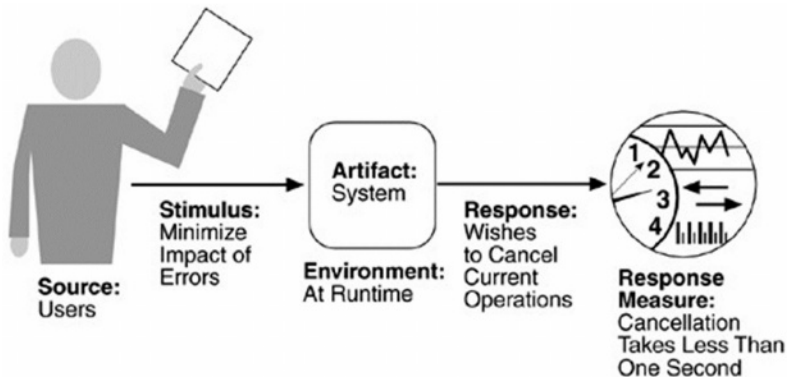 Source:
Users
Stimulus:
Minimize
Impact of
Errors
Artifact:
System
Environment:
At Runtime
Response:
Wishes
to Cancel
Current
Operations
1
2
3
4
Response
Measure:
Cancellation
Takes Less Than
One Second